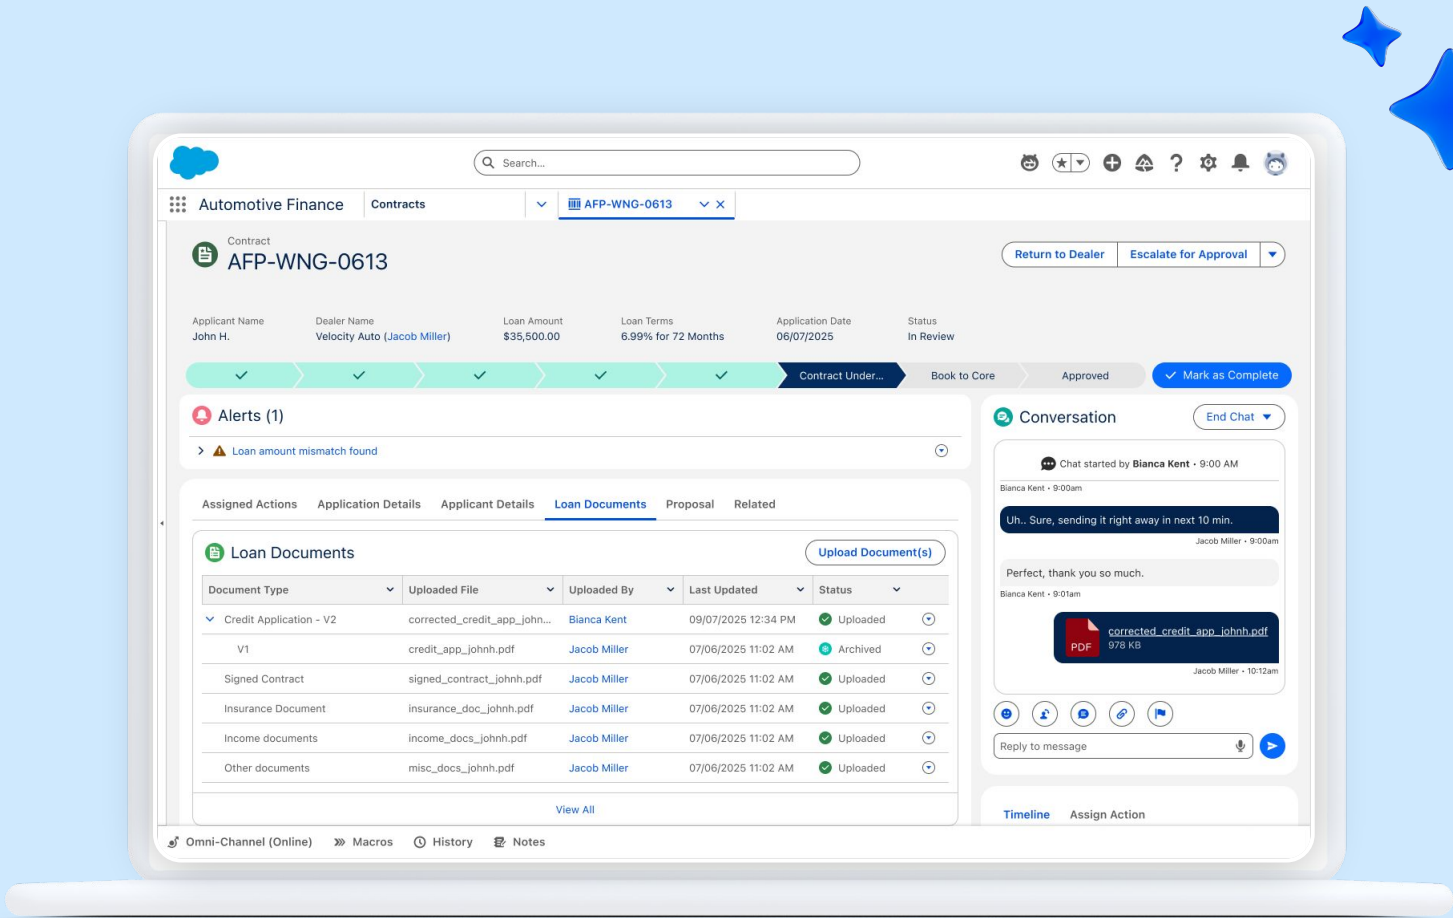 Search...
Automotive Finance
Contracts
AFP-WNG-0613
Contract
AFP-WNG-0613
Return to Dealer
Escalate for Approval
Applicant Name
Dealer Name
Loan Amount
Loan Terms
Application Date
Status
John H.
Velocity Auto (Jacob Miller)
$35,500.00
6.99% for 72 Months
06/07/2025
In Review
Contract Under...
Book to Core
Approved
Mark as Complete
Alerts (1)
Loan amount mismatch found
Assigned Actions
Application Details
Applicant Details
Loan Documents
Proposal
Related
Loan Documents
Upload Document(s)
Document Type Uploaded File Uploaded By Last Updated Status
Credit Application - V2 corrected_credit_app_john... Bianca Kent 09/07/2025 12:34 PM Uploaded
V1 credit_app_johnh.pdf Jacob Miller 07/06/2025 11:02 AM Archived
Signed Contract signed_contract_johnh.pdf Jacob Miller 07/06/2025 11:02 AM Uploaded
Insurance Document insurance_doc_johnh.pdf Jacob Miller 07/06/2025 11:02 AM Uploaded
Income documents income_docs_johnh.pdf Jacob Miller 07/06/2025 11:02 AM Uploaded
Other documents misc_docs_johnh.pdf Jacob Miller 07/06/2025 11:02 AM Uploaded
View All
Conversation
End Chat
Chat started by Bianca Kent • 9:00 AM
Bianca Kent • 9:00am
Uh.. Sure, sending it right away in next 10 min.
Jacob Miller • 9:00am
Perfect, thank you so much.
Bianca Kent • 9:01am
PDF
corrected_credit_app_johnh.pdf
978 KB
Jacob Miller • 10:12am
Reply to message
Timeline
Assign Action
Omni-Channel (Online)
Macros
History
Notes